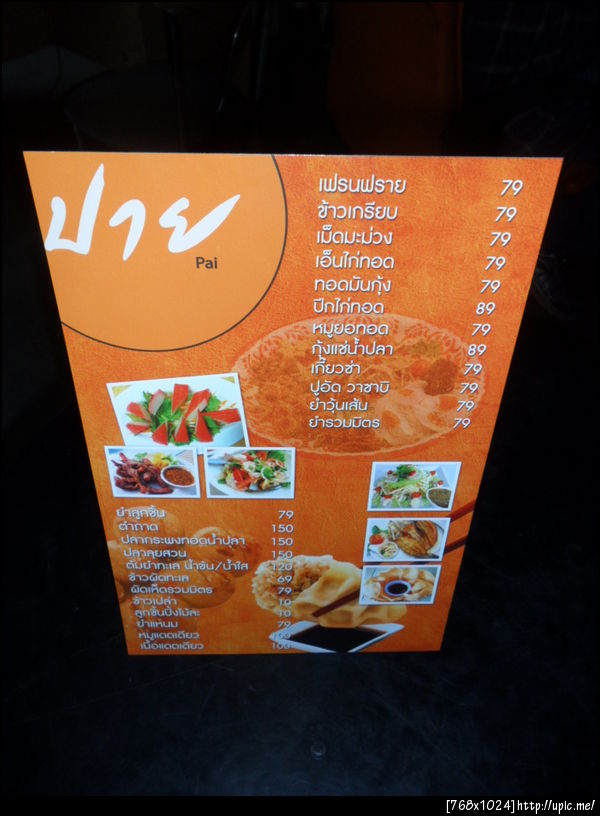 ปาย
Pai
เฟรนฟราย 79
ข้าวเกรียบ 79
เม็ดมะม่วง 79
เอ็นไก่ทอด 79
ทอดมันกุ้ง 79
ปีกไก่ทอด 89
หมูยอทอด 79
กุ้งแช่น้ำปลา 89
เกี๊ยวซ่า 79
ปูอัด วาซาบิ 79
ยำวุ้นเส้น 79
ยำรวมมิตร 79
ยำลูกชิ้น 79
ตำถาด 150
ปลากระพงทอดน้ำปลา 150
ปลาลุยสวน 150
ต้มยำทะเล น้ำข้น/น้ำใส 120
ข้าวผัดทะเล 69
ผัดเห็ดรวมมิตร 79
ข้าวเปล่า 10
ลูกชิ้นปิ้งไม้ละ 10
ยำแหนม 79
หมูแดดเดียว 100
เนื้อแดดเดียว 100
[768x1024]http://upic.me/